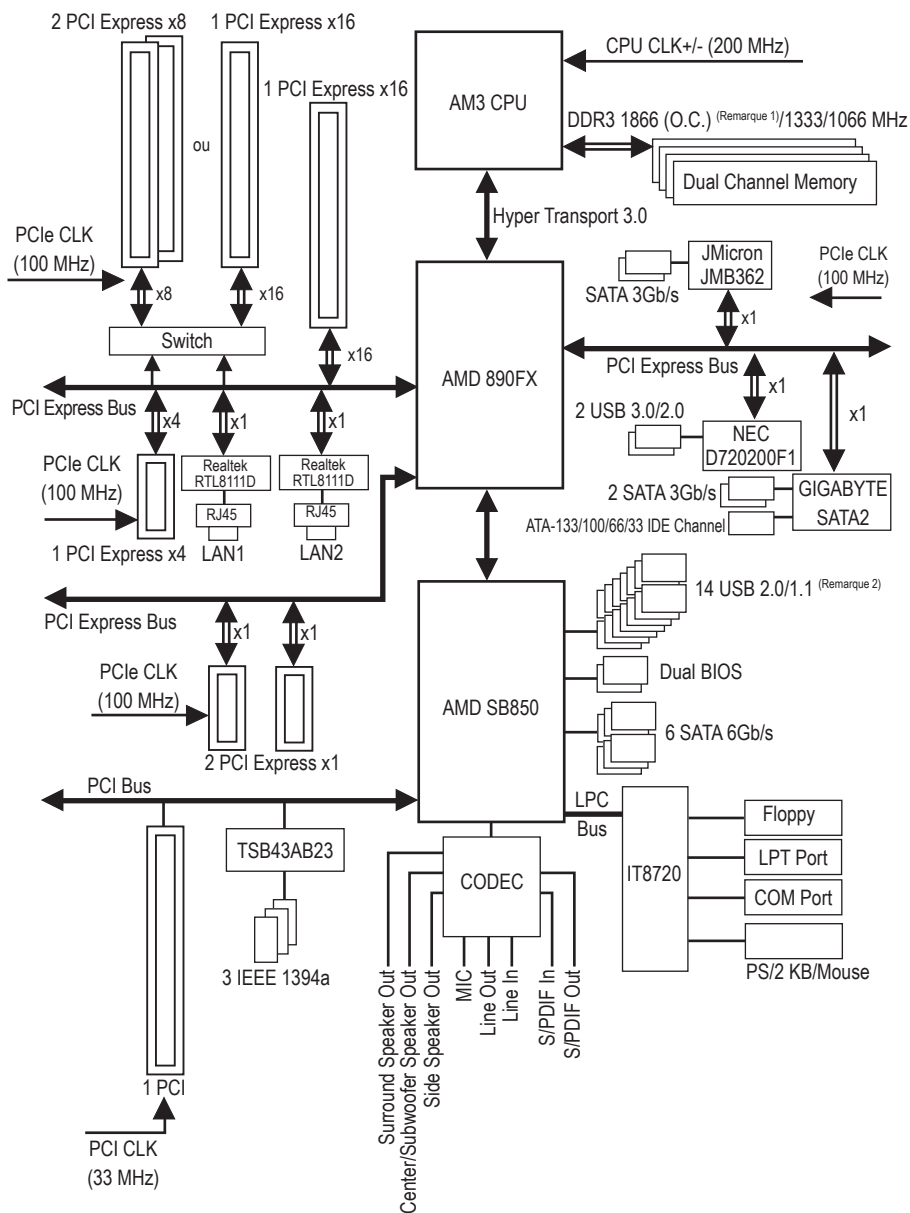 2 PCI Express x8
1 PCI Express x16
1 PCI Express x16
ou
PCIe CLK
(100 MHz)
x8
x16
Switch
x16
CPU CLK+/- (200 MHz)
AM3 CPU
DDR3 1866 (O.C.) (Remarque 1)/1333/1066 MHz
Dual Channel Memory
Hyper Transport 3.0
JMicron
JMB362
SATA 3Gb/s
PCIe CLK
(100 MHz)
x1
AMD 890FX
PCI Express Bus
PCI Express Bus
x1
x1
2 USB 3.0/2.0
NEC
D720200F1
2 SATA 3Gb/s
GIGABYTE
SATA2
ATA-133/100/66/33 IDE Channel
x4
x1
x1
PCIe CLK
(100 MHz)
Realtek
RTL8111D
Realtek
RTL8111D
RJ45
RJ45
1 PCI Express x4
LAN1
LAN2
PCI Express Bus
x1
x1
PCIe CLK
(100 MHz)
2 PCI Express x1
AMD SB850
14 USB 2.0/1.1 (Remarque 2)
Dual BIOS
6 SATA 6Gb/s
PCI Bus
LPC
Bus
TSB43AB23
3 IEEE 1394a
CODEC
IT8720
Floppy
LPT Port
COM Port
PS/2 KB/Mouse
Surround Speaker Out
Center/Subwoofer Speaker Out
Side Speaker Out
MIC
Line Out
Line In
S/PDIF In
S/PDIF Out
1 PCI
PCI CLK
(33 MHz)